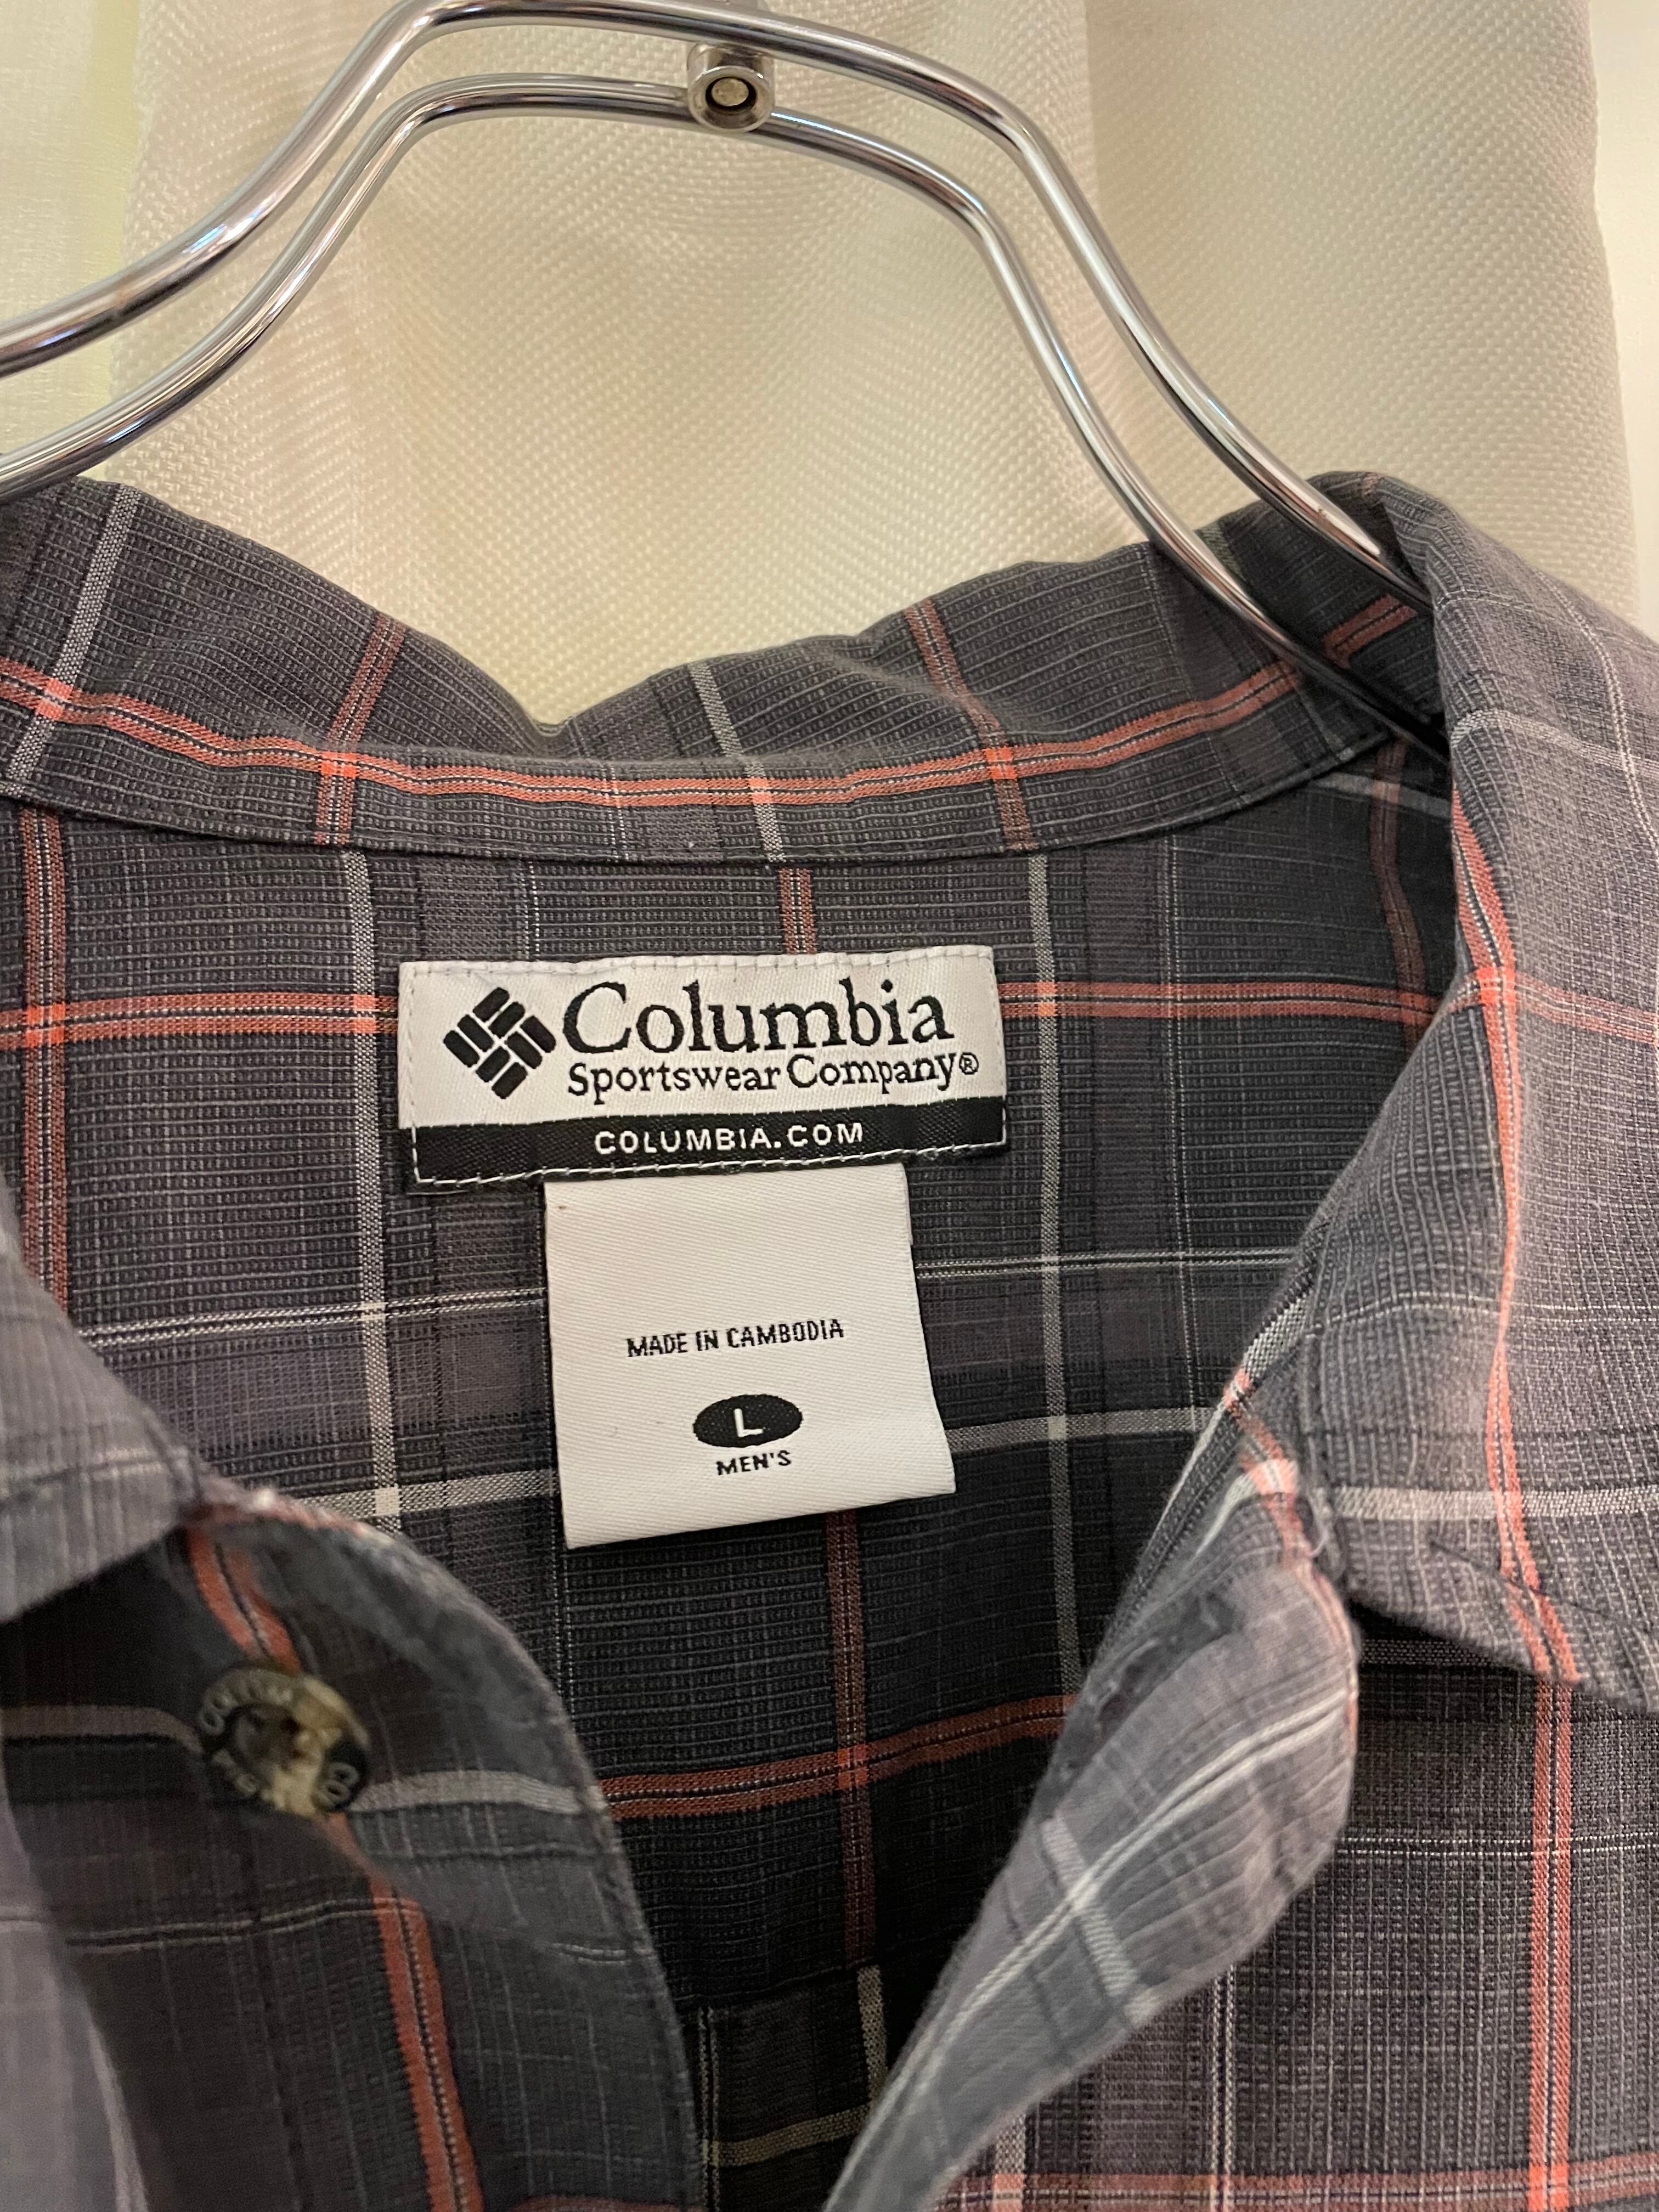 Columbia
Sportswear Company®
COLUMBIA.COM
MADE IN CAMBODIA
L
MEN'S